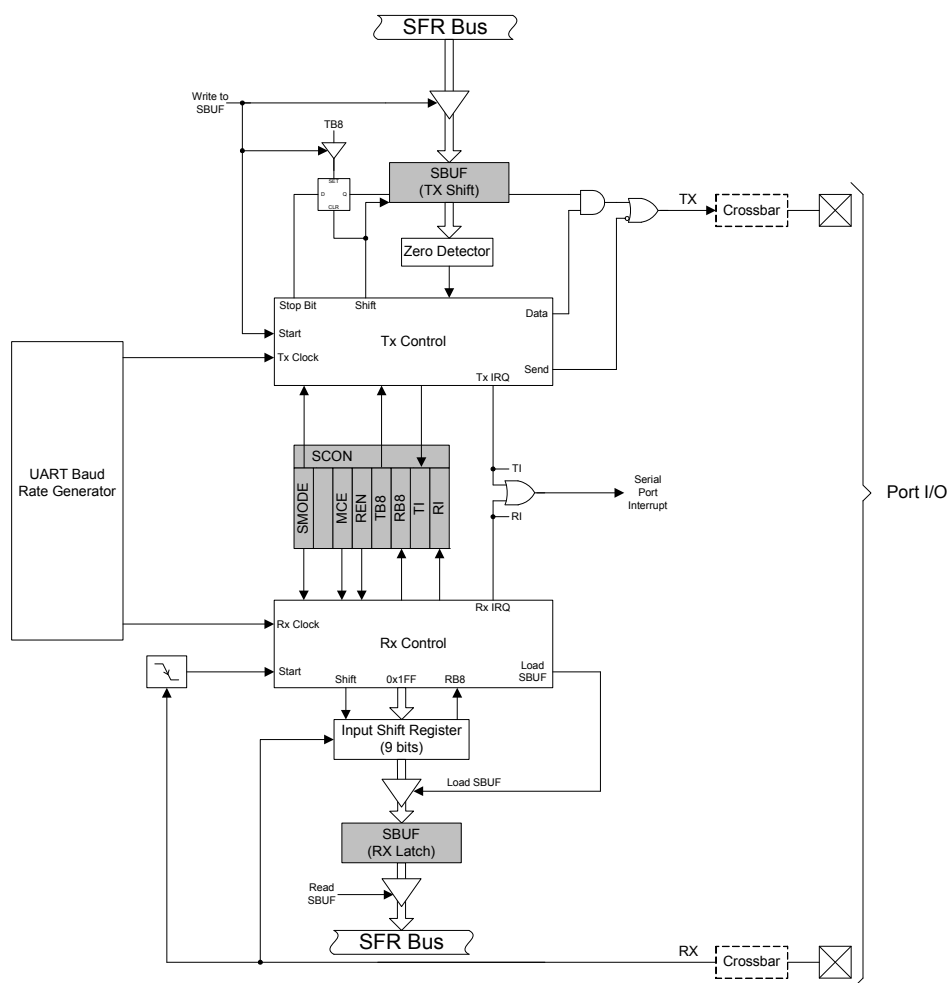 SFR Bus
Write to
SBUF
TB8
SET
D
Q
CLR
SBUF
(TX Shift)
TX
Crossbar
Zero Detector
Stop Bit
Shift
Data
Start
Tx Control
Tx Clock
Send
Tx IRQ
UART Baud
Rate Generator
SCON
SMODE
MCE
REN
TB8
RB8
TI
RI
TI
RI
Serial
Port
Interrupt
Port I/O
Rx IRQ
Rx Clock
Rx Control
Start
Load
SBUF
Shift
0x1FF
RB8
Input Shift Register
(9 bits)
Load SBUF
SBUF
(RX Latch)
Read
SBUF
SFR Bus
RX
Crossbar